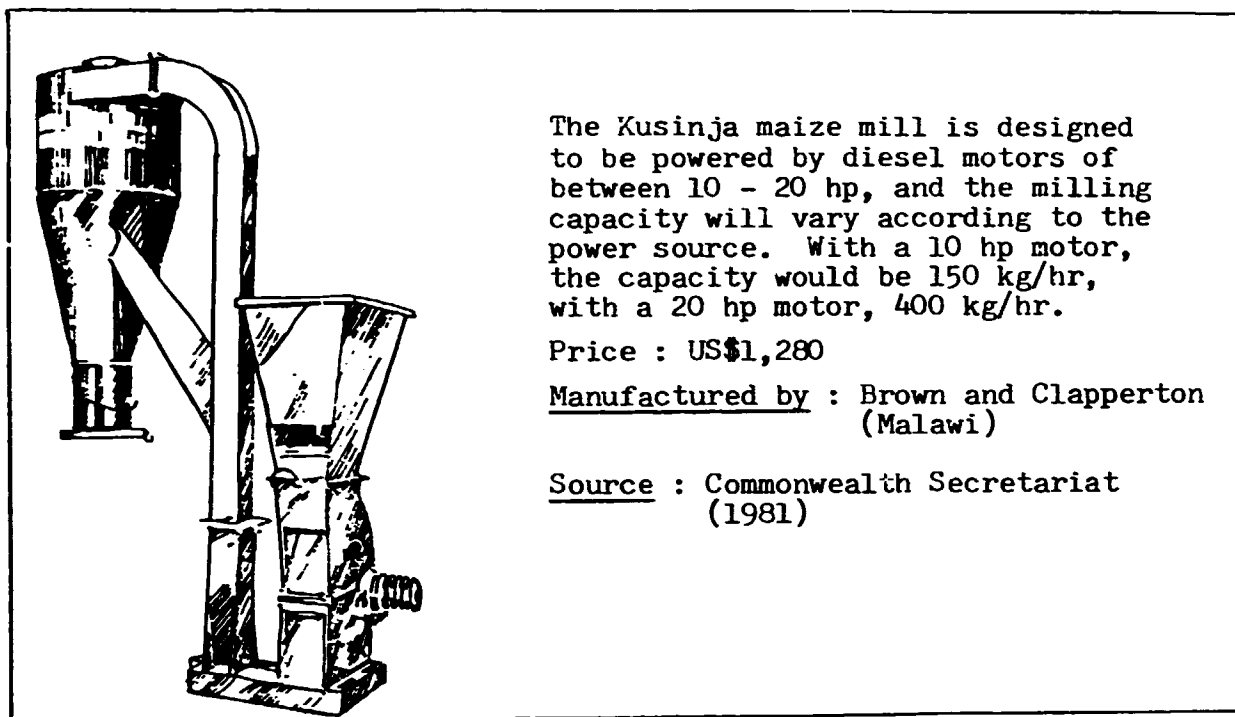 The Kusinja maize mill is designed
to be powered by diesel motors of
between 10 - 20 hp, and the milling
capacity will vary according to the
power source.  With a 10 hp motor,
the capacity would be 150 kg/hr,
with a 20 hp motor, 400 kg/hr.
Price : US$1,280
Manufactured by : Brown and Clapperton
(Malawi)
Source : Commonwealth Secretariat
(1981)